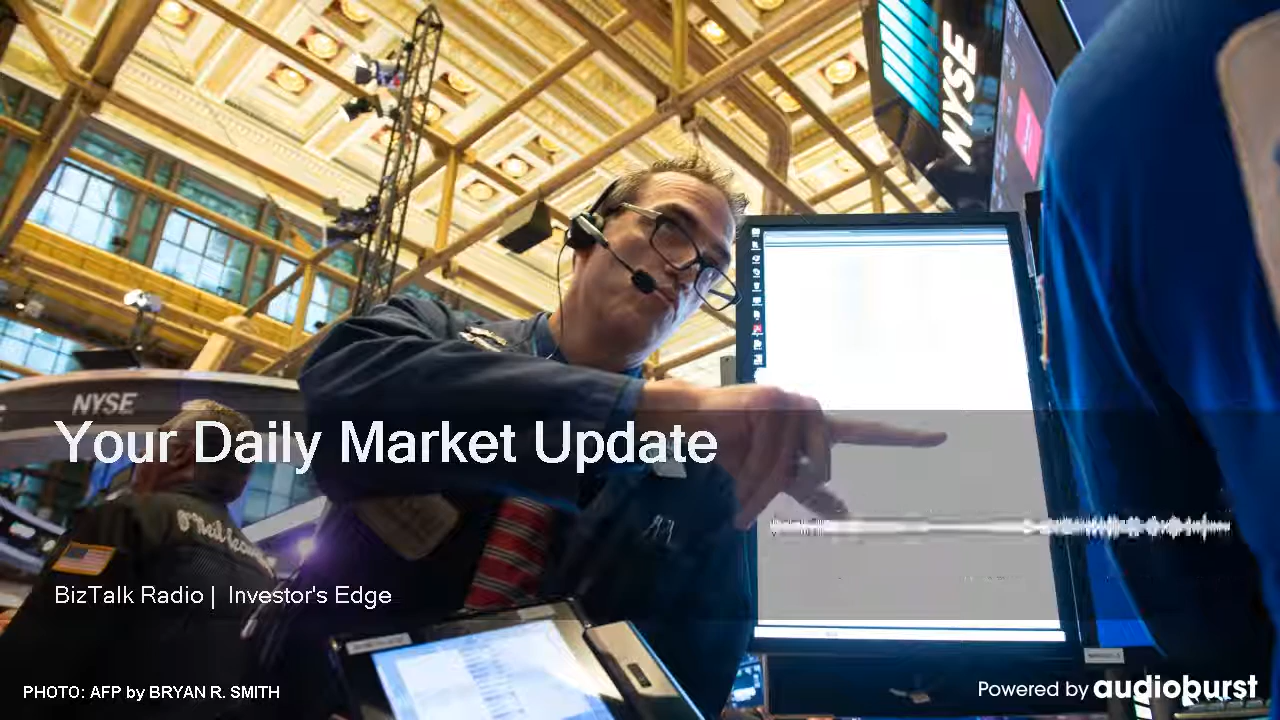 NYSE
NYSE
Your Daily Market Update
BizTalk Radio | Investor's Edge
PHOTO: AFP by BRYAN R. SMITH
Powered by audioburst